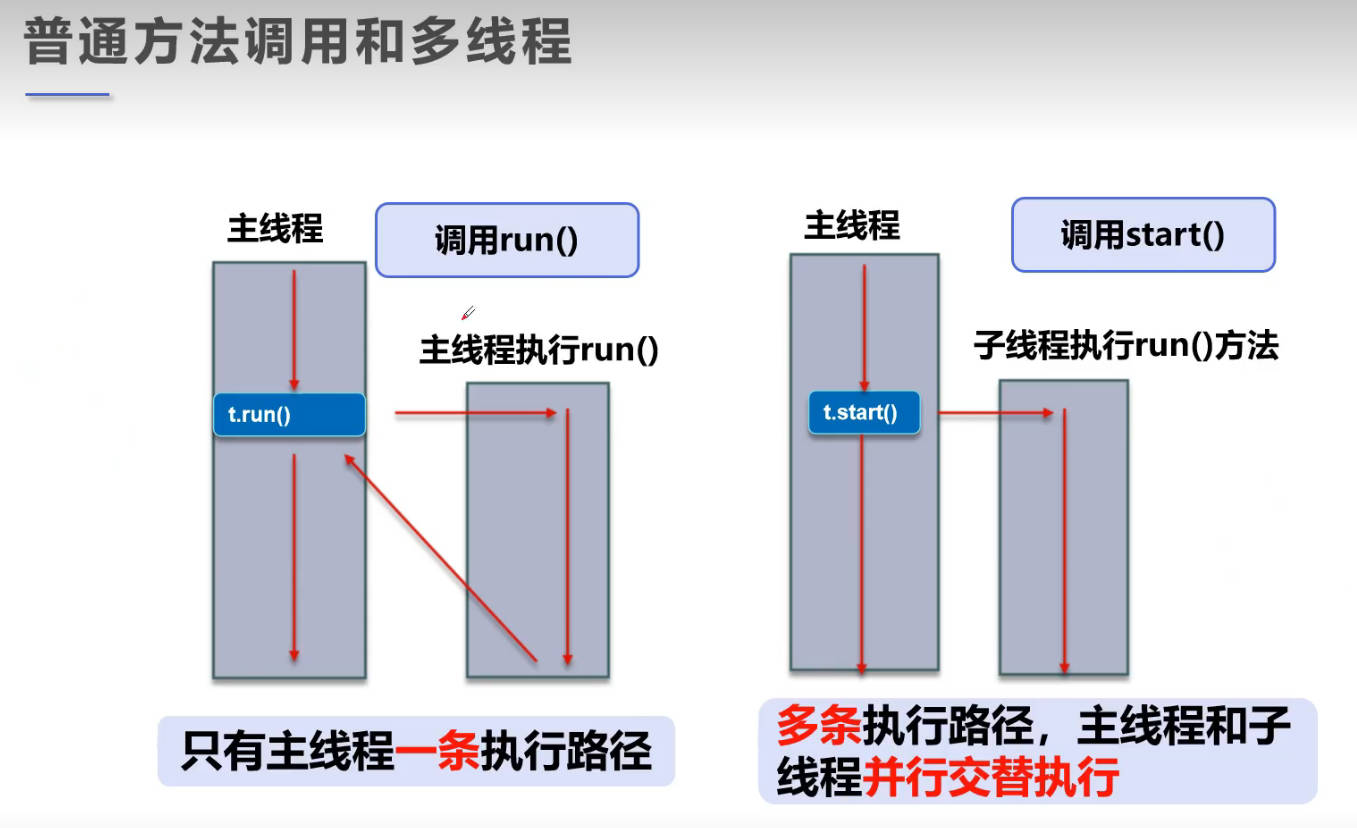 普通方法调用和多线程
主线程
调用run()
主线程执行run()
t.run()
只有主线程一条执行路径
主线程
调用start()
子线程执行run()方法
t.start()
多条执行路径，主线程和子
线程并行交替执行